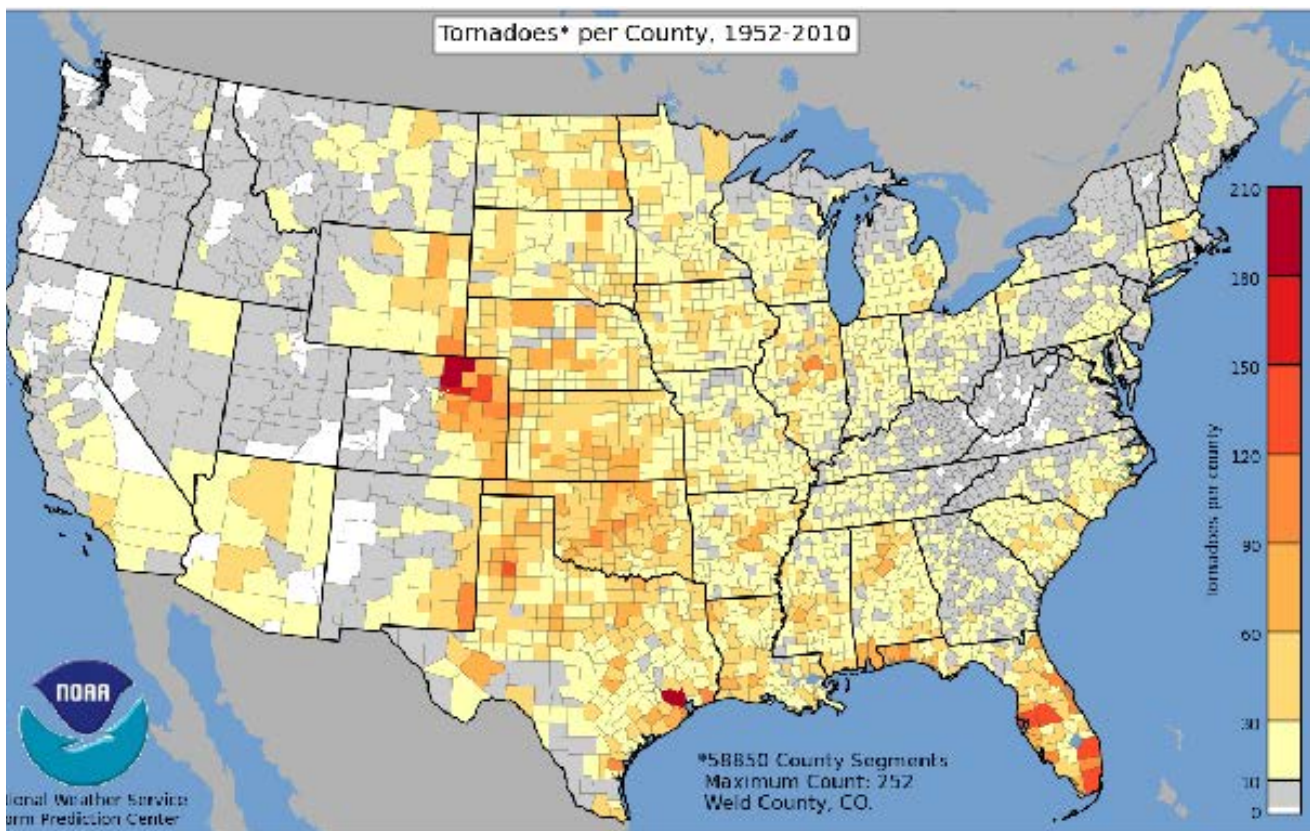 Tornadoes* per County, 1952-2010
210
180
150
120
90
60
30
10
0
tornadoes per county
NOAA
ional Weather Service
orm Prediction Center
*58850 County Segments
Maximum Count: 252
Weld County, CO.